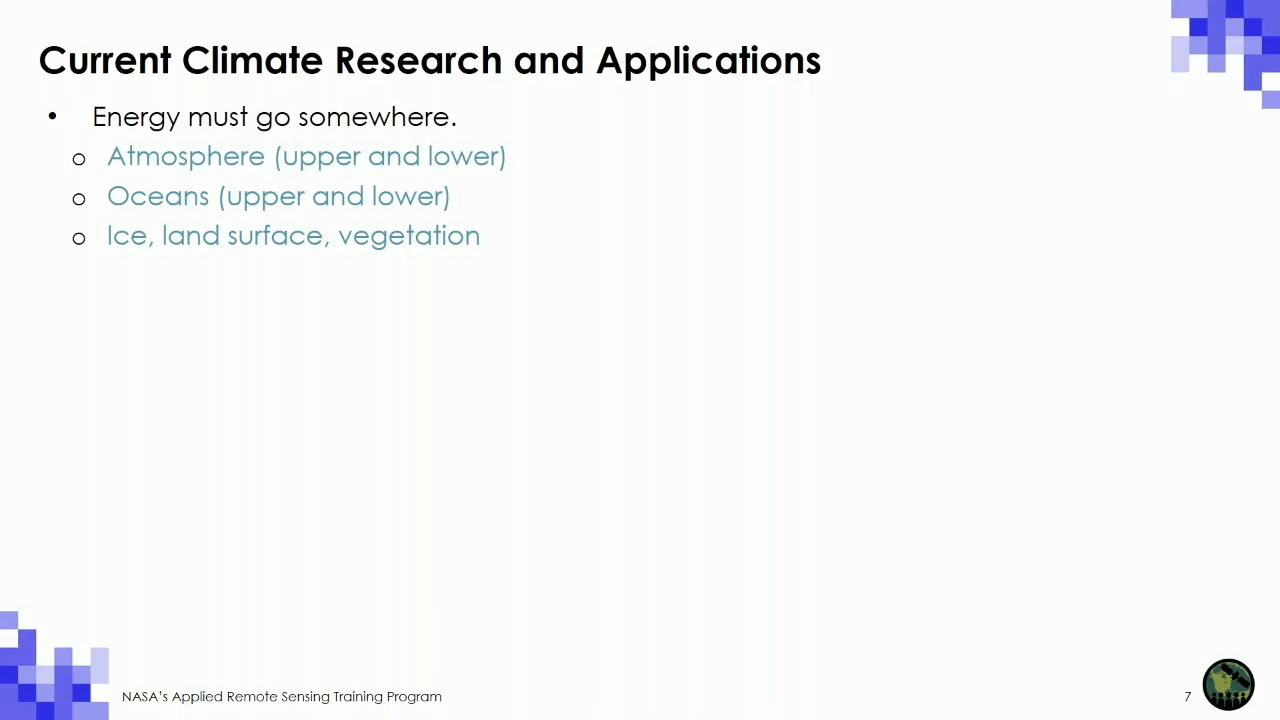 Current Climate Research and Applications
• Energy must go somewhere.
o Atmosphere (upper and lower)
o Oceans (upper and lower)
o Ice, land surface, vegetation
NASA's Applied Remote Sensing Training Program
7